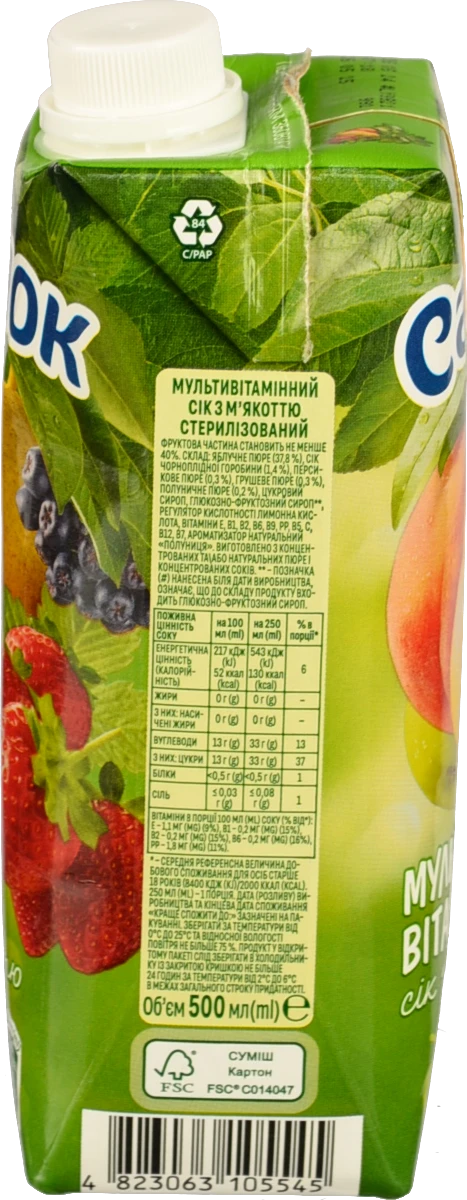 84
C/PAP
ОК
Са
МУЛЬТИВІТАМІННИЙ
СІК З М'ЯКОТТЮ
СТЕРИЛІЗОВАНИЙ
ФРУКТОВА ЧАСТИНА СТАНОВИТЬ НЕ МЕНШЕ
40%. СКЛАД: ЯБЛУЧНЕ ПЮРЕ (37,8 %), СІК
ЧОРНОПЛІДНОЇ ГОРОБИНИ (1,4 %), ПЕРСИ-
КОВЕ ПЮРЕ (0,3 %), ГРУШЕВЕ ПЮРЕ (0,3 %),
ПОЛУНИЧНЕ ПЮРЕ (0,2 %), ЦУКРОВИЙ
СИРОП, ГЛЮКОЗНО-ФРУКТОЗНИЙ СИРОП**,
РЕГУЛЯТОР КИСЛОТНОСТІ ЛИМОННА КИС-
ЛОТА, ВІТАМІНИ Е, В1, В2, В6, В9, РР, В5, С,
В12, В7, АРОМАТИЗАТОР НАТУРАЛЬНИЙ
«ПОЛУНИЦЯ». ВИГОТОВЛЕНО З КОНЦЕН-
ТРОВАНИХ ТА\АБО НАТУРАЛЬНИХ ПЮРЕ І
КОНЦЕНТРОВАНИХ СОКІВ. ** – ПОЗНАЧКА
(#) НАНЕСЕНА БІЛЯ ДАТИ ВИРОБНИЦТВА,
ОЗНАЧАЄ, ЩО ДО СКЛАДУ ПРОДУКТУ ВХО-
ДИТЬ ГЛЮКОЗНО-ФРУКТОЗНИЙ СИРОП.
ПОЖИВНА ЦІННІСТЬ СОКУ на 100 мл (ml) на 250 мл (ml) % в порції*
ЕНЕРГЕТИЧНА ЦІННІСТЬ (КАЛОРІЙ-НІСТЬ) 217 кДж (kJ) 52 ккал (kcal) 543 кДж (kJ) 130 ккал (kcal) 6
ЖИРИ 0 г (g) 0 г (g) –
З НИХ: НАСИ-ЧЕНІ ЖИРИ 0 г (g) 0 г (g) –
ВУГЛЕВОДИ 13 г (g) 33 г (g) 13
З НИХ: ЦУКРИ 13 г (g) 33 г (g) 37
БІЛКИ <0,5 г (g) <0,5 г (g) 1
СІЛЬ ≤ 0,03 г (g) ≤ 0,08 г (g) 1
ВІТАМІНИ В ПОРЦІЇ 100 МЛ (ML) СОКУ (% ВІД*):
Е – 1,1 МГ (MG) (9%), В1 – 0,2 МГ (MG) (15%),
В2 – 0,2 МГ (MG) (15%), В6 – 0,2 МГ (MG) (16%),
РР – 1,8 МГ (MG) (11%).
* – СЕРЕДНЯ РЕФЕРЕНСНА ВЕЛИЧИНА ДО-
БОВОГО СПОЖИВАННЯ ДЛЯ ОСІБ СТАРШЕ
18 РОКІВ (8400 КДЖ (KJ)/2000 ККАЛ (KCAL).
250 МЛ (ML) – 1 ПОРЦІЯ. ДАТА (РОЗЛИВУ) ВИ-
РОБНИЦТВА ТА КІНЦЕВА ДАТА СПОЖИВАННЯ
«КРАЩЕ СПОЖИТИ ДО:» ЗАЗНАЧЕНІ НА ПА-
КУВАННІ. ЗБЕРІГАТИ ЗА ТЕМПЕРАТУРИ ВІД
0°С ДО 25°С ТА ВІДНОСНОЇ ВОЛОГОСТІ
ПОВІТРЯ НЕ БІЛЬШЕ 75 %. ПРОДУКТ У ВІДКРИ-
ТОМУ ПАКЕТІ СЛІД ЗБЕРІГАТИ В ХОЛОДИЛЬНИ-
КУ ІЗ ЗАКРИТОЮ КРИШКОЮ НЕ БІЛЬШЕ
24 ГОДИН ЗА ТЕМПЕРАТУРИ ВІД 2°С ДО 6°С
В МЕЖАХ ЗАГАЛЬНОГО СТРОКУ ПРИДАТНОСТІ.
Об'єм 500 мл(ml) e
МУЛ
ВІТА
сік
ю
FSC
СУМІШ
Картон
FSC® C014047
4 823063 105545